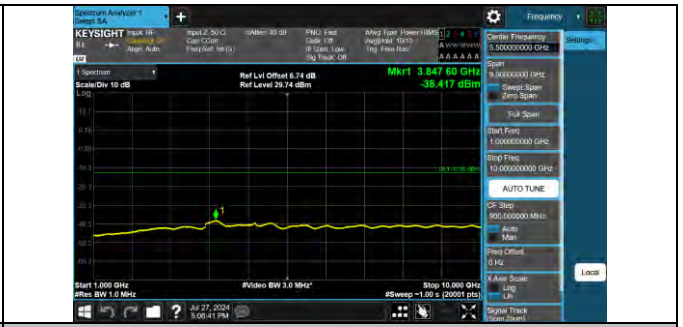 Spectrum Analyzer 1
Swept SA
+
Frequency
KEYSIGHT Input: RF
Align: Auto
Input Z: 50 Ω
Corr CCorr
Freq Ref: Int (S)
#Atten: 40 dB
PNO: Fast
Gate: Off
IF Gain: Low
Sig Track: Off
#Avg Type: Power (RMS
Avg|Hold: 10/10
Trig: Free Run
1 Spectrum
Scale/Div 10 dB
Log
Ref Lvl Offset 6.74 dB
Ref Level 29.74 dBm
Mkr1 3.847 60 GHz
-38.417 dBm
1
Start 1.000 GHz
#Res BW 1.0 MHz
#Video BW 3.0 MHz*
Stop 10.000 GHz
#Sweep ~1.00 s (20001 pts)
Jul 27, 2024
5:06:41 PM
Center Frequency
5.500000000 GHz
Settings
Span
9.00000000 GHz
Swept Span
Zero Span
Full Span
Start Freq
1.000000000 GHz
Stop Freq
10.000000000 GHz
AUTO TUNE
CF Step
900.000000 MHz
Auto
Man
Freq Offset
0 Hz
X Axis Scale
Log
Lin
Local
Signal Track
(Span Zoom)